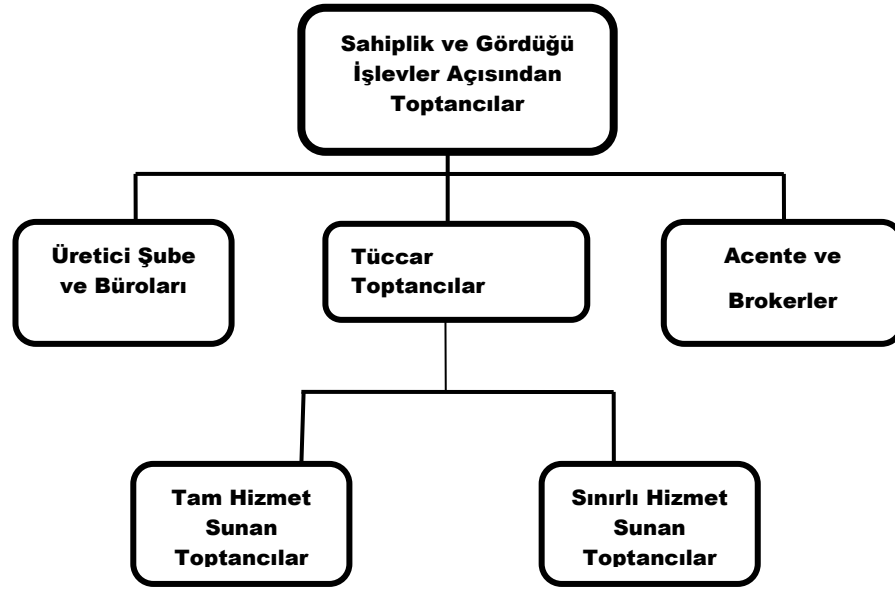 Sahiplik ve Gördüğü
İşlevler Açısından
Toptancılar
Üretici Şube
ve Büroları
Tüccar
Toptancılar
Acente ve
Brokerler
Tam Hizmet
Sunan
Toptancılar
Sınırlı Hizmet
Sunan
Toptancılar